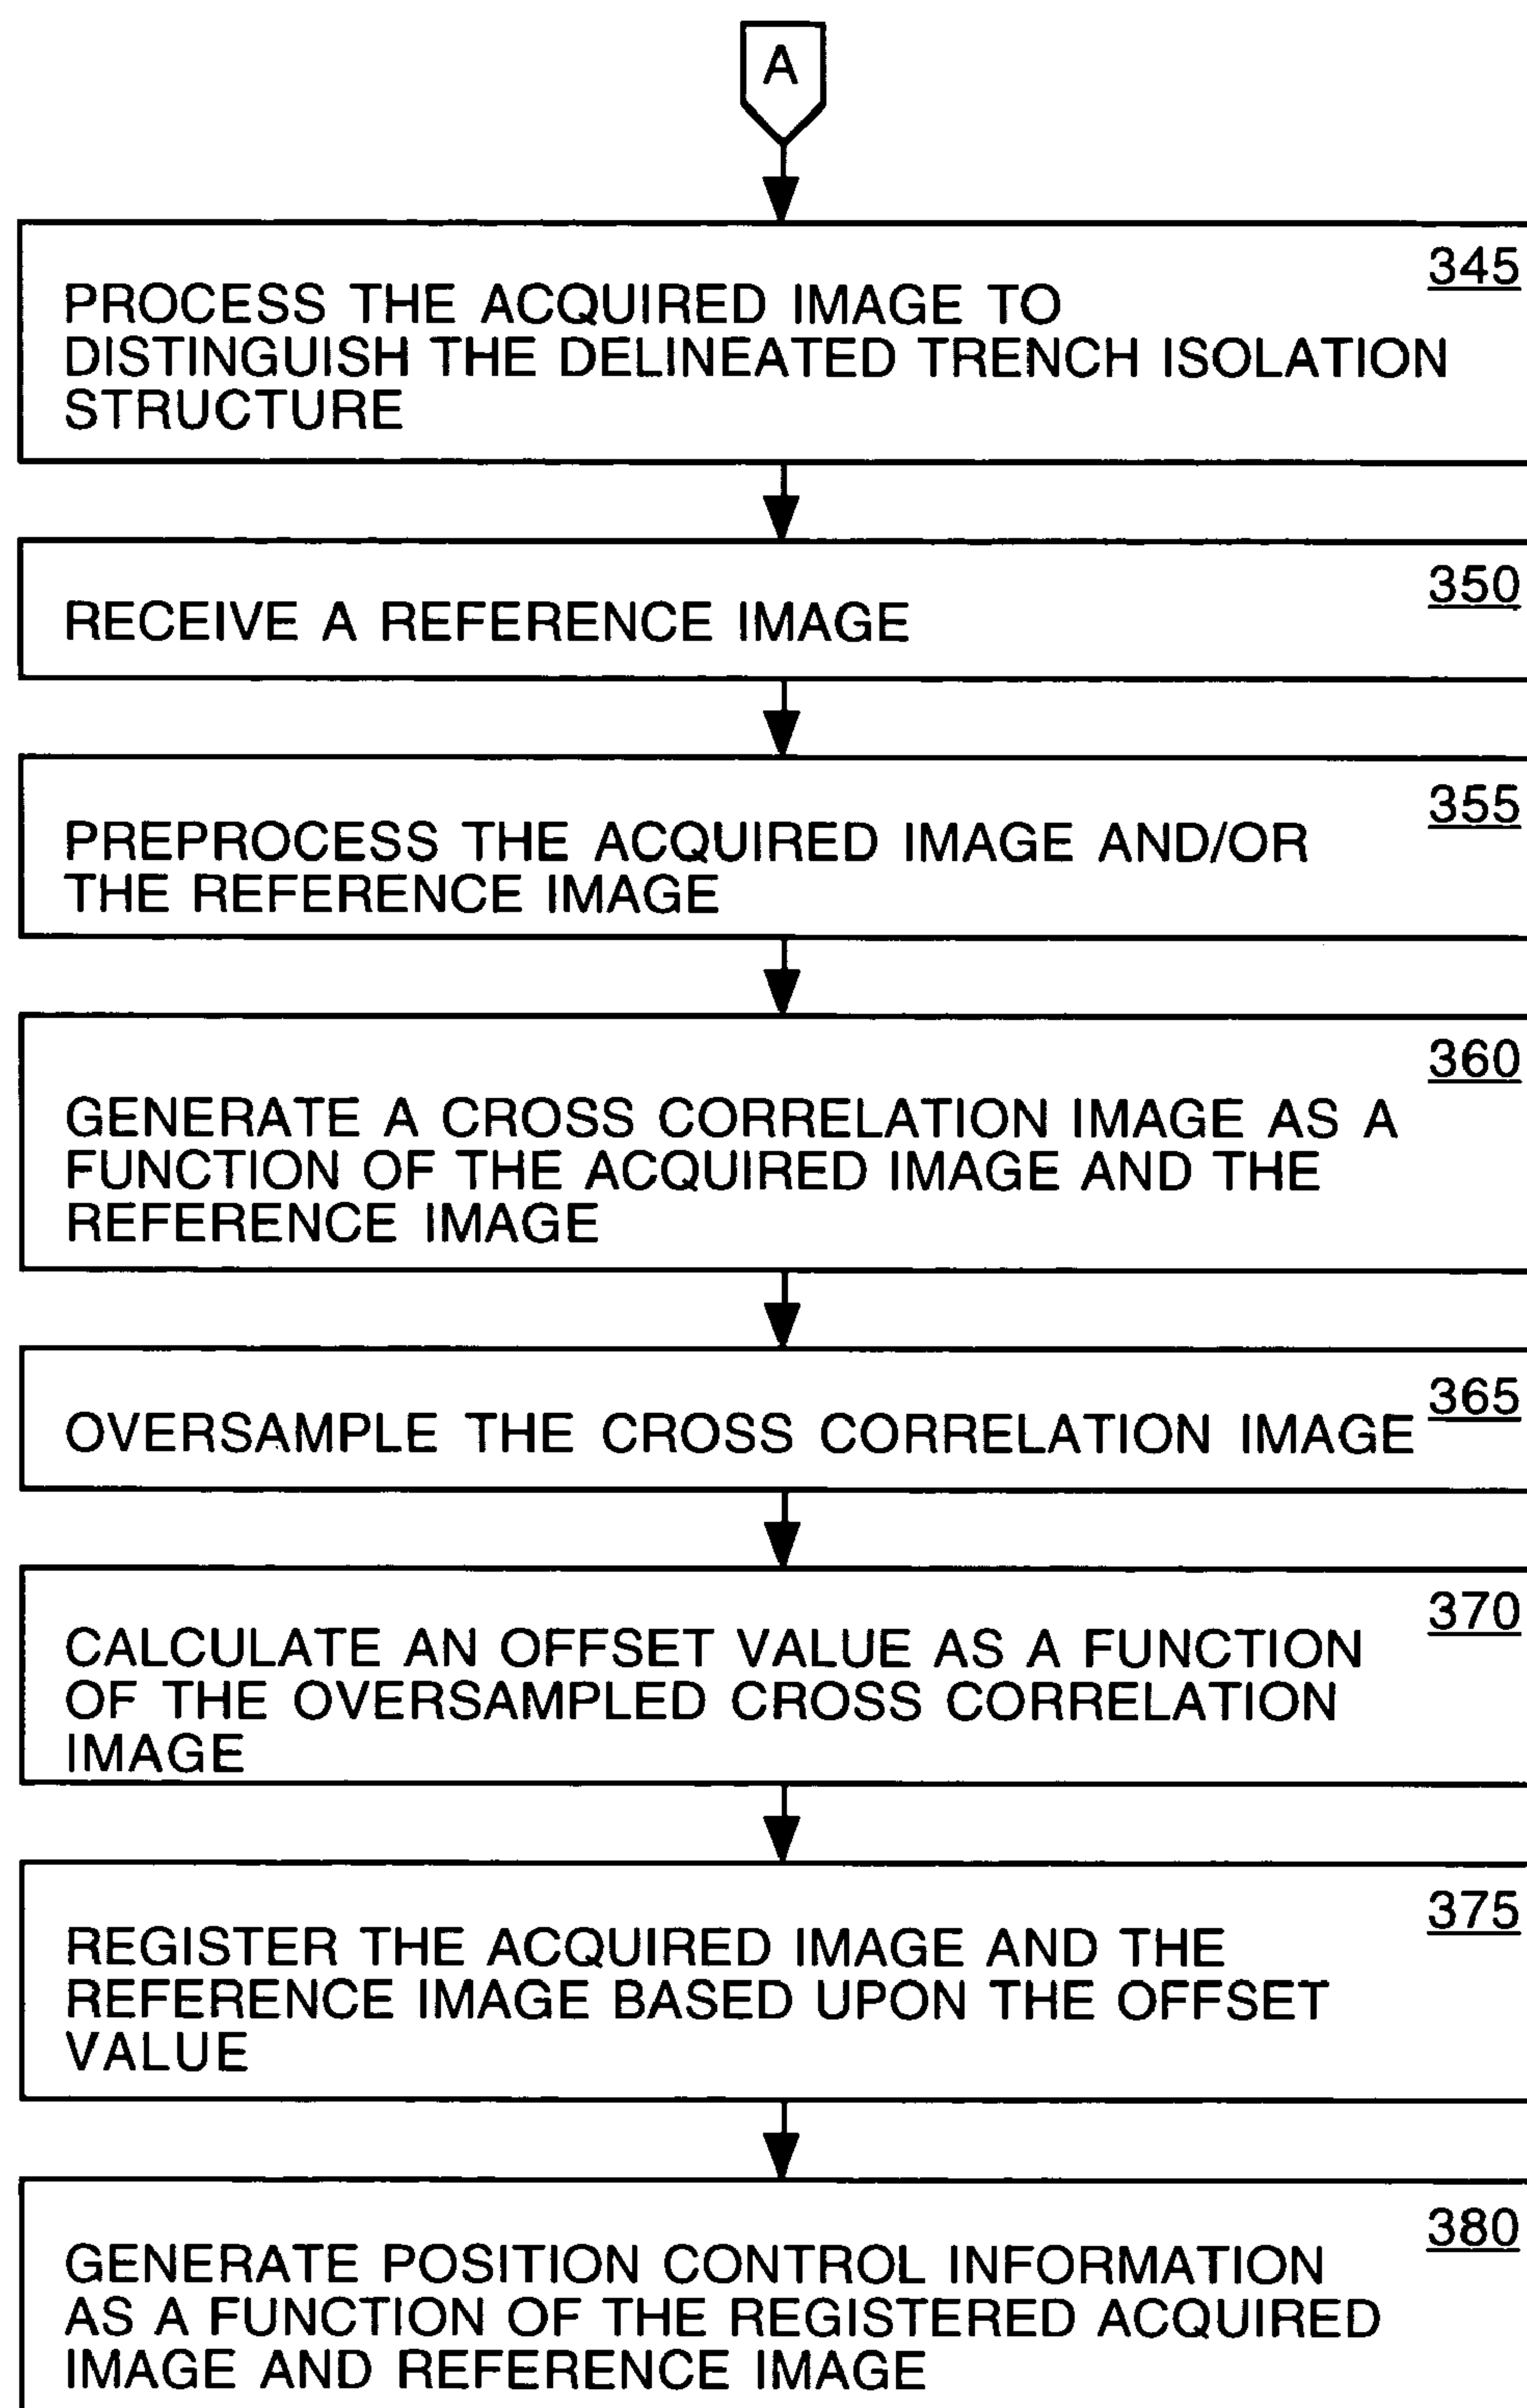 A
345
PROCESS THE ACQUIRED IMAGE TO
DISTINGUISH THE DELINEATED TRENCH ISOLATION
STRUCTURE
350
RECEIVE A REFERENCE IMAGE
355
PREPROCESS THE ACQUIRED IMAGE AND/OR
THE REFERENCE IMAGE
360
GENERATE A CROSS CORRELATION IMAGE AS A
FUNCTION OF THE ACQUIRED IMAGE AND THE
REFERENCE IMAGE
365
OVERSAMPLE THE CROSS CORRELATION IMAGE
370
CALCULATE AN OFFSET VALUE AS A FUNCTION
OF THE OVERSAMPLED CROSS CORRELATION
IMAGE
375
REGISTER THE ACQUIRED IMAGE AND THE
REFERENCE IMAGE BASED UPON THE OFFSET
VALUE
380
GENERATE POSITION CONTROL INFORMATION
AS A FUNCTION OF THE REGISTERED ACQUIRED
IMAGE AND REFERENCE IMAGE